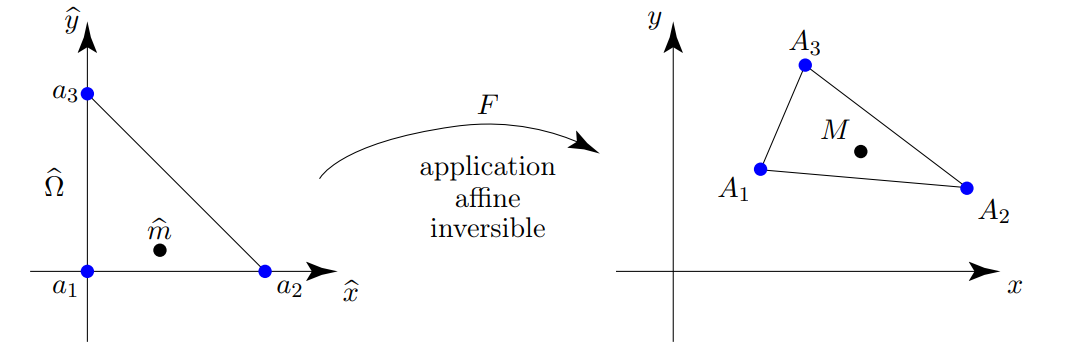 ŷ
a₃
Ω̂
m̂
a₁
a₂
x̂
F
application
affine
inversible
y
A₃
M
A₁
A₂
x